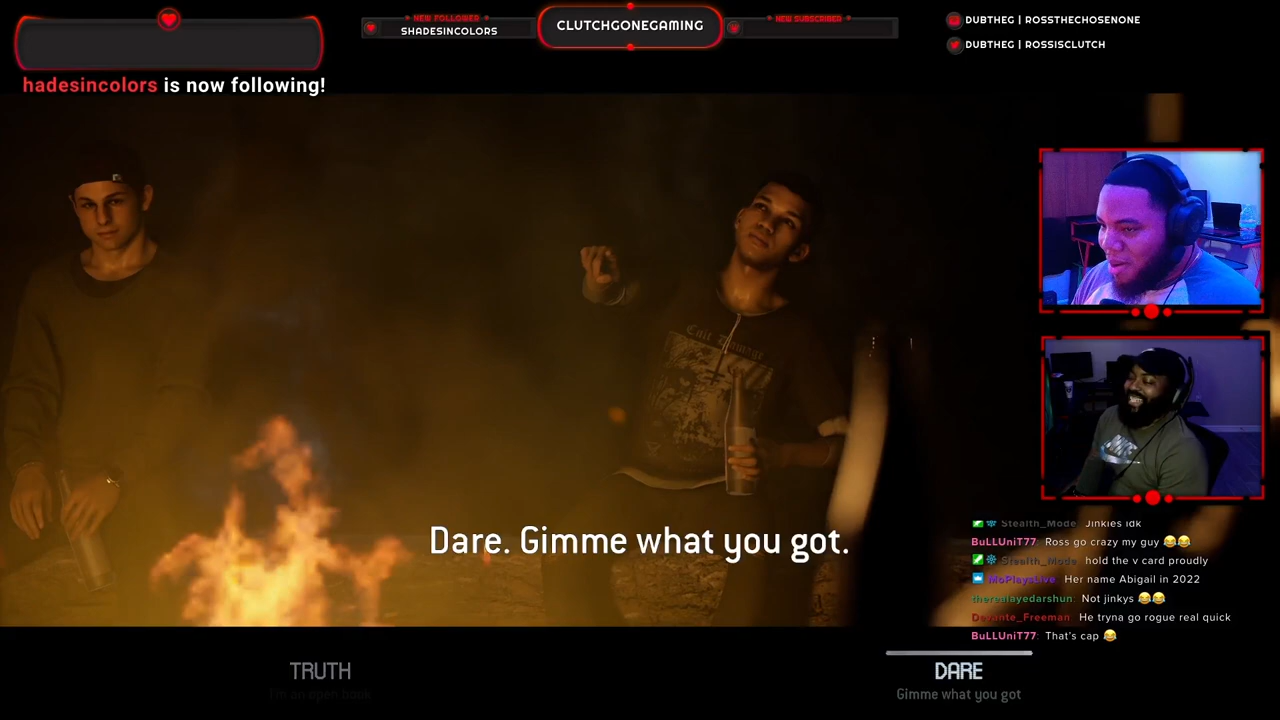 NEW FOLLOWER
SHADESINCOLORS
CLUTCHGONEGAMING
NEW SUBSCRIBER
DUBTHEG | ROSSTHECHOSENONE
DUBTHEG | ROSSISCLUTCH
hadesincolors is now following!
Dare. Gimme what you got.
Stealth_Mode: Jinkies idk
BuLLUniT77: Ross go crazy my guy 😂😂
Stealth_Mode: hold the v card proudly
MoPlaysLive: Her name Abigail in 2022
therealayedarshun: Not jinkys 😂😂
Devante_Freeman: He tryna go rogue real quick
BuLLUniT77: That's cap 😂
TRUTH
I'm an open book
DARE
Gimme what you got